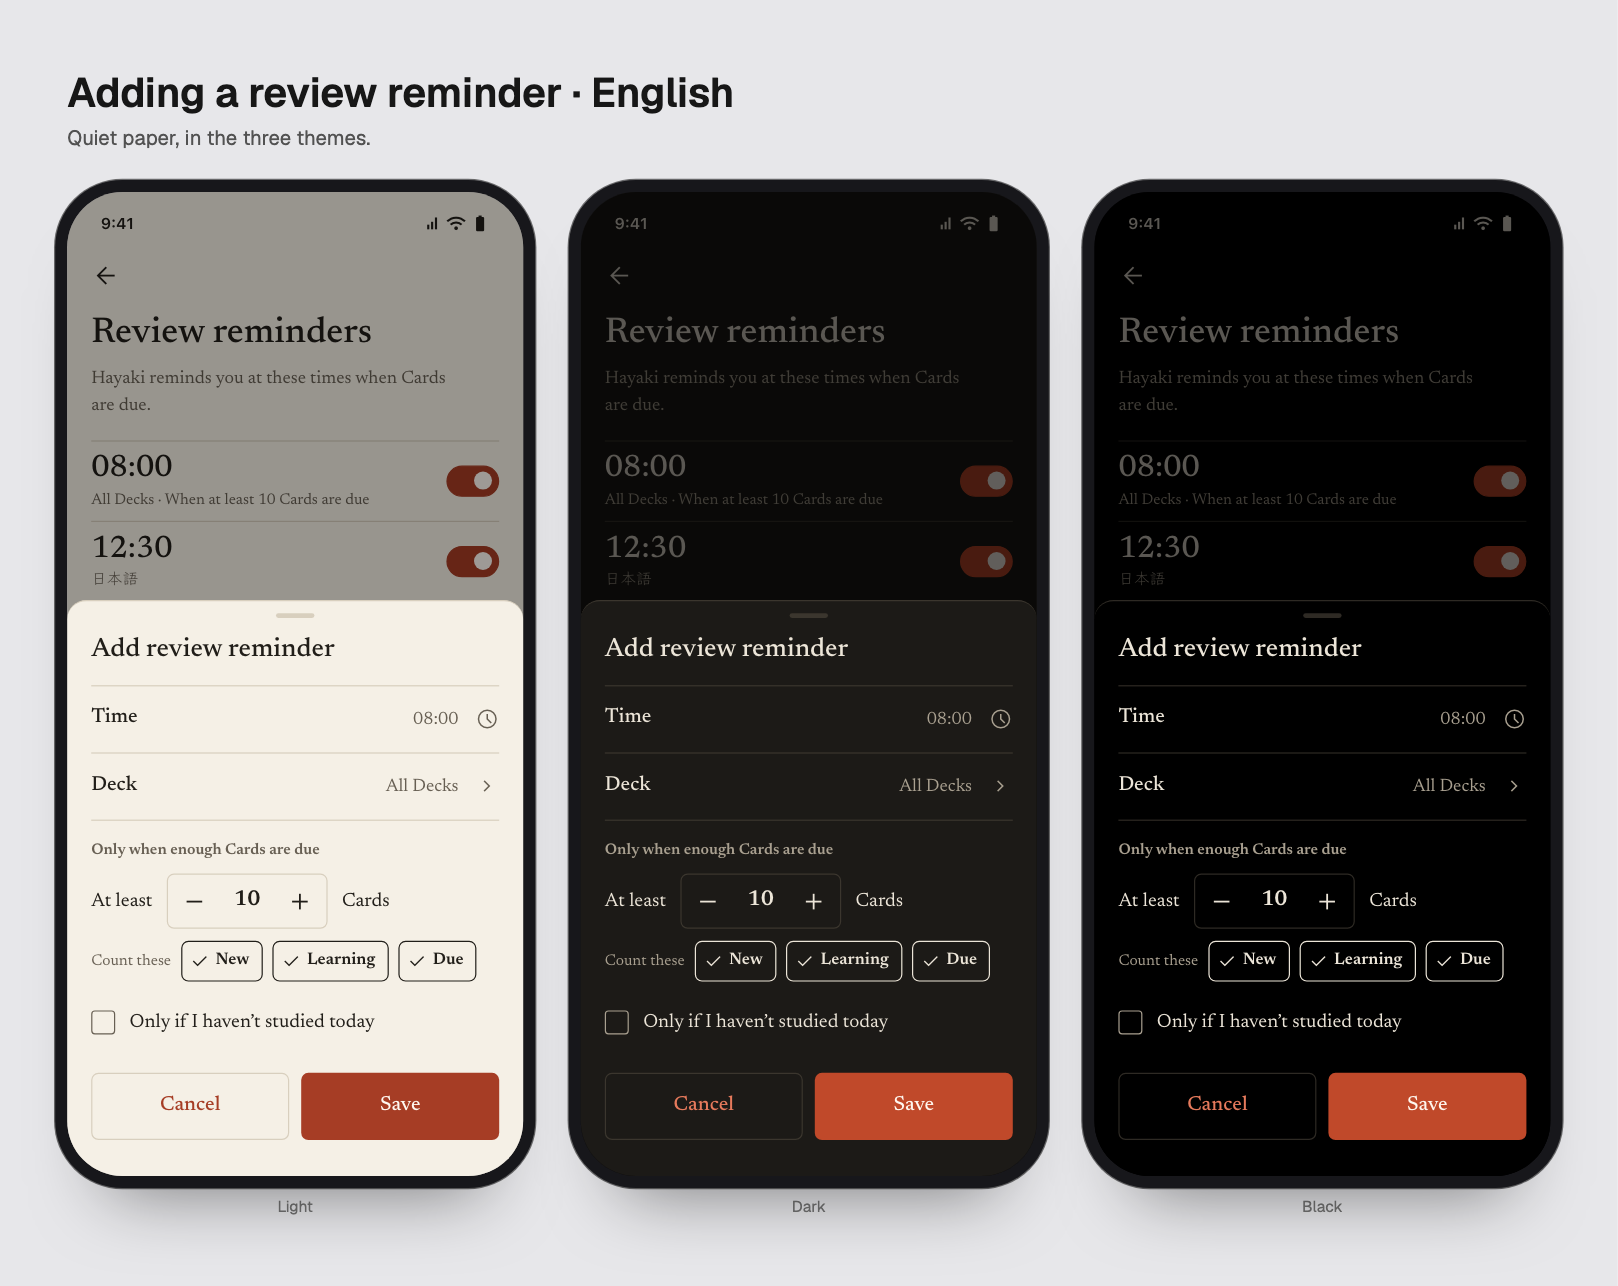 Adding a review reminder · English
Quiet paper, in the three themes.
9:41
Review reminders
Hayaki reminds you at these times when Cards
are due.
08:00
All Decks · When at least 10 Cards are due
12:30
日本語
Add review reminder
Time 08:00
Deck All Decks
Only when enough Cards are due
At least − 10 + Cards
Count these New Learning Due
Only if I haven’t studied today
Cancel Save
Light
9:41
Review reminders
Hayaki reminds you at these times when Cards
are due.
08:00
All Decks · When at least 10 Cards are due
12:30
日本語
Add review reminder
Time 08:00
Deck All Decks
Only when enough Cards are due
At least − 10 + Cards
Count these New Learning Due
Only if I haven’t studied today
Cancel Save
Dark
9:41
Review reminders
Hayaki reminds you at these times when Cards
are due.
08:00
All Decks · When at least 10 Cards are due
12:30
日本語
Add review reminder
Time 08:00
Deck All Decks
Only when enough Cards are due
At least − 10 + Cards
Count these New Learning Due
Only if I haven’t studied today
Cancel Save
Black